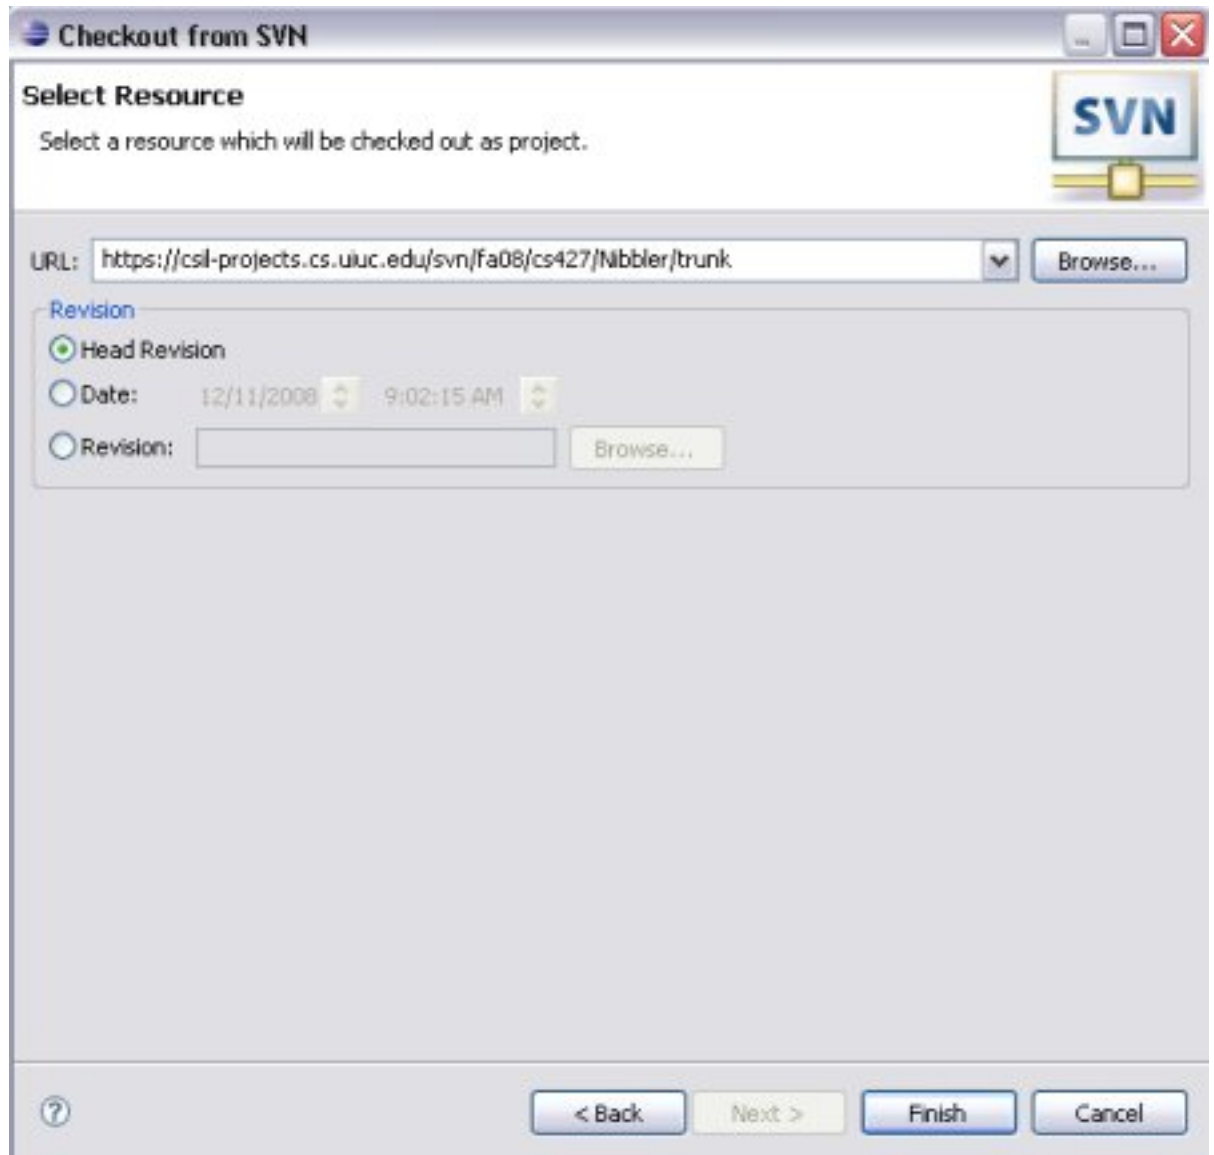 Checkout from SVN
Select Resource
Select a resource which will be checked out as project.
SVN
URL: https://csil-projects.cs.uiuc.edu/svn/fa08/cs427/Nibbler/trunk Browse...
Revision
Head Revision
Date: 12/11/2008 9:02:15 AM
Revision: Browse...
? < Back Next > Finish Cancel